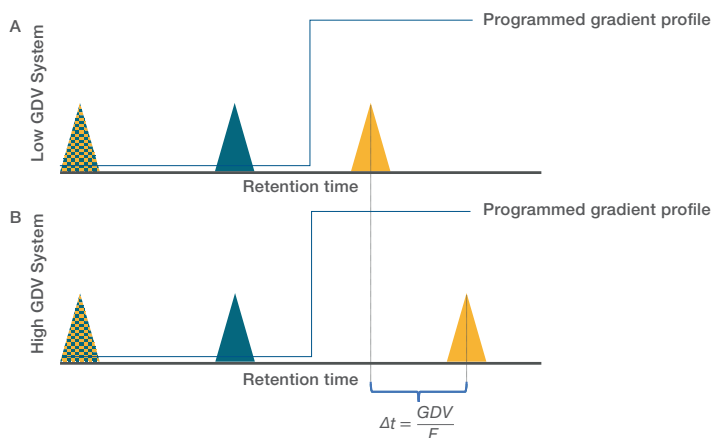 A
Low GDV System
Programmed gradient profile
Retention time
B
High GDV System
Programmed gradient profile
Retention time
Δt = GDV
F